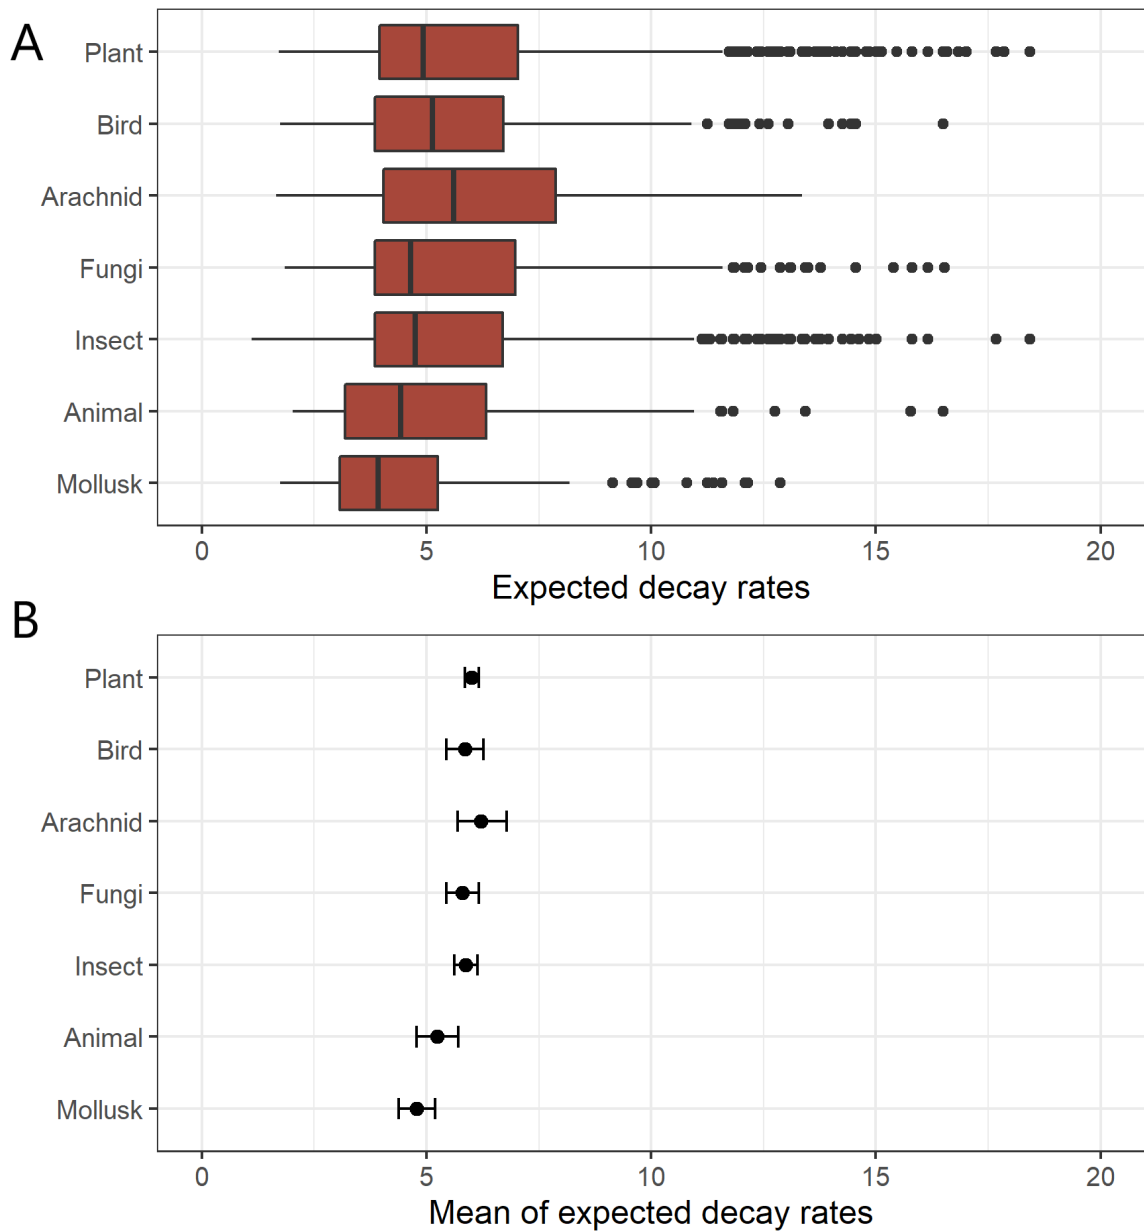 A
Plant
Bird
Arachnid
Fungi
Insect
Animal
Mollusk
0 5 10 15 20
Expected decay rates
B
Plant
Bird
Arachnid
Fungi
Insect
Animal
Mollusk
0 5 10 15 20
Mean of expected decay rates